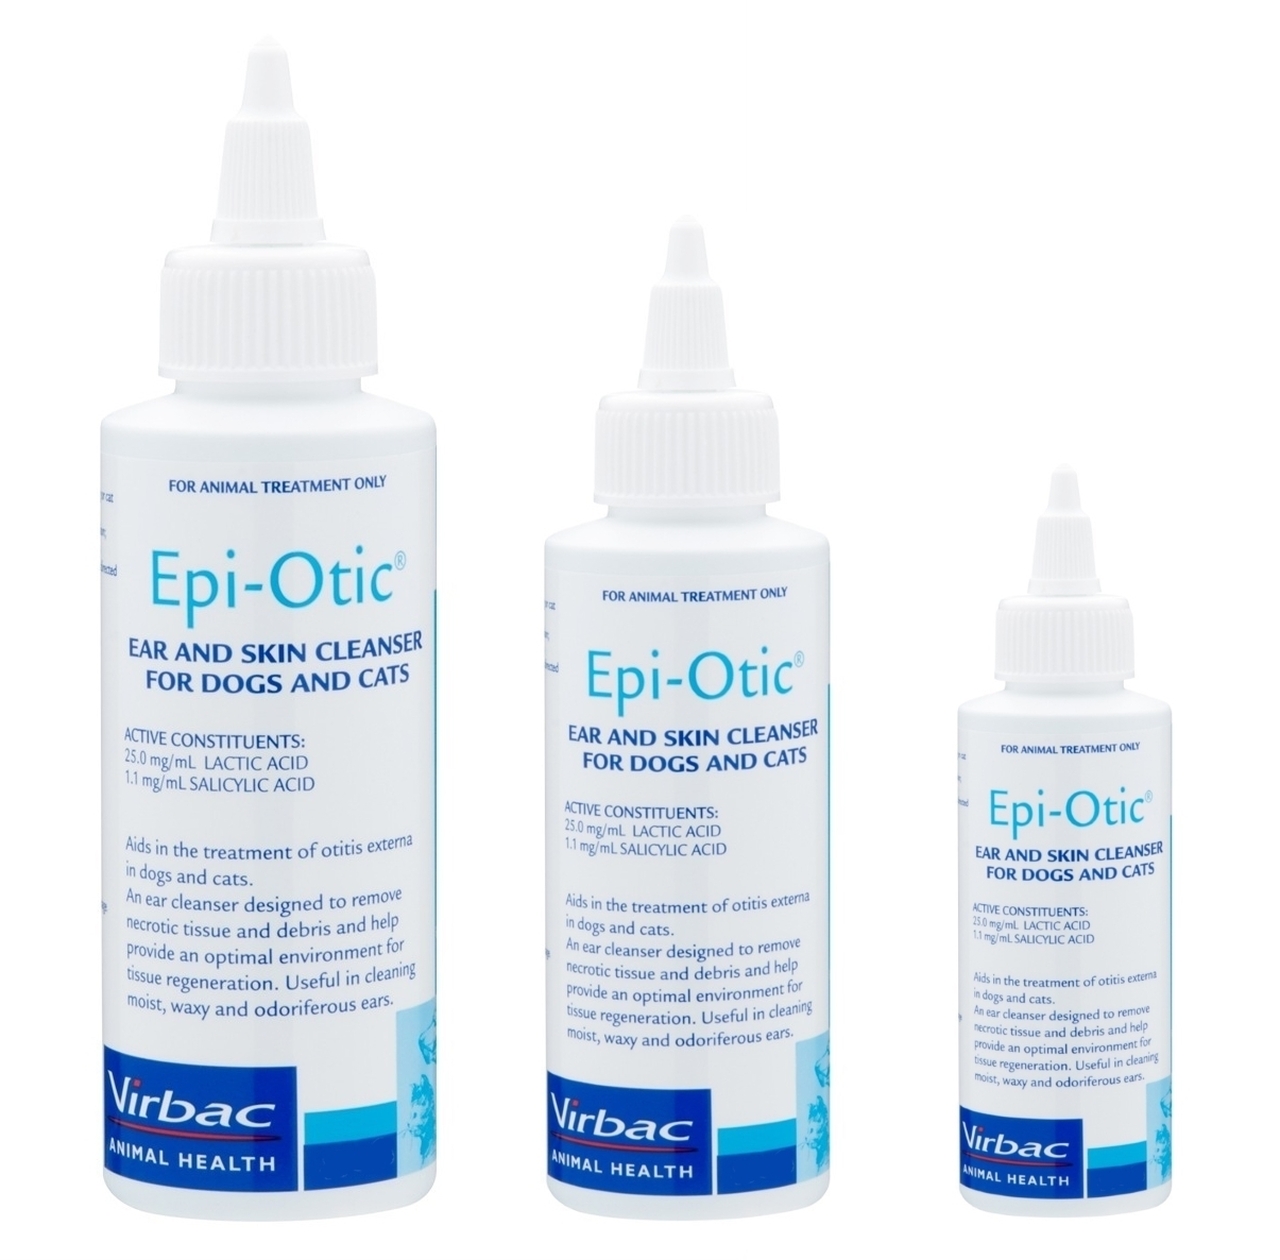 FOR ANIMAL TREATMENT ONLY
Epi-Otic®
EAR AND SKIN CLEANSER
FOR DOGS AND CATS
ACTIVE CONSTITUENTS:
25.0 mg/mL LACTIC ACID
1.1 mg/mL SALICYLIC ACID
Aids in the treatment of otitis externa
in dogs and cats.
An ear cleanser designed to remove
necrotic tissue and debris and help
provide an optimal environment for
tissue regeneration. Useful in cleaning
moist, waxy and odoriferous ears.
Virbac
ANIMAL HEALTH
FOR ANIMAL TREATMENT ONLY
Epi-Otic®
EAR AND SKIN CLEANSER
FOR DOGS AND CATS
ACTIVE CONSTITUENTS:
25.0 mg/mL LACTIC ACID
1.1 mg/mL SALICYLIC ACID
Aids in the treatment of otitis externa
in dogs and cats.
An ear cleanser designed to remove
necrotic tissue and debris and help
provide an optimal environment for
tissue regeneration. Useful in cleaning
moist, waxy and odoriferous ears.
Virbac
ANIMAL HEALTH
FOR ANIMAL TREATMENT ONLY
Epi-Otic®
EAR AND SKIN CLEANSER
FOR DOGS AND CATS
ACTIVE CONSTITUENTS:
25.0 mg/mL LACTIC ACID
1.1 mg/mL SALICYLIC ACID
Aids in the treatment of otitis externa
in dogs and cats.
An ear cleanser designed to remove
necrotic tissue and debris and help
provide an optimal environment for
tissue regeneration. Useful in cleaning
moist, waxy and odoriferous ears.
Virbac
ANIMAL HEALTH